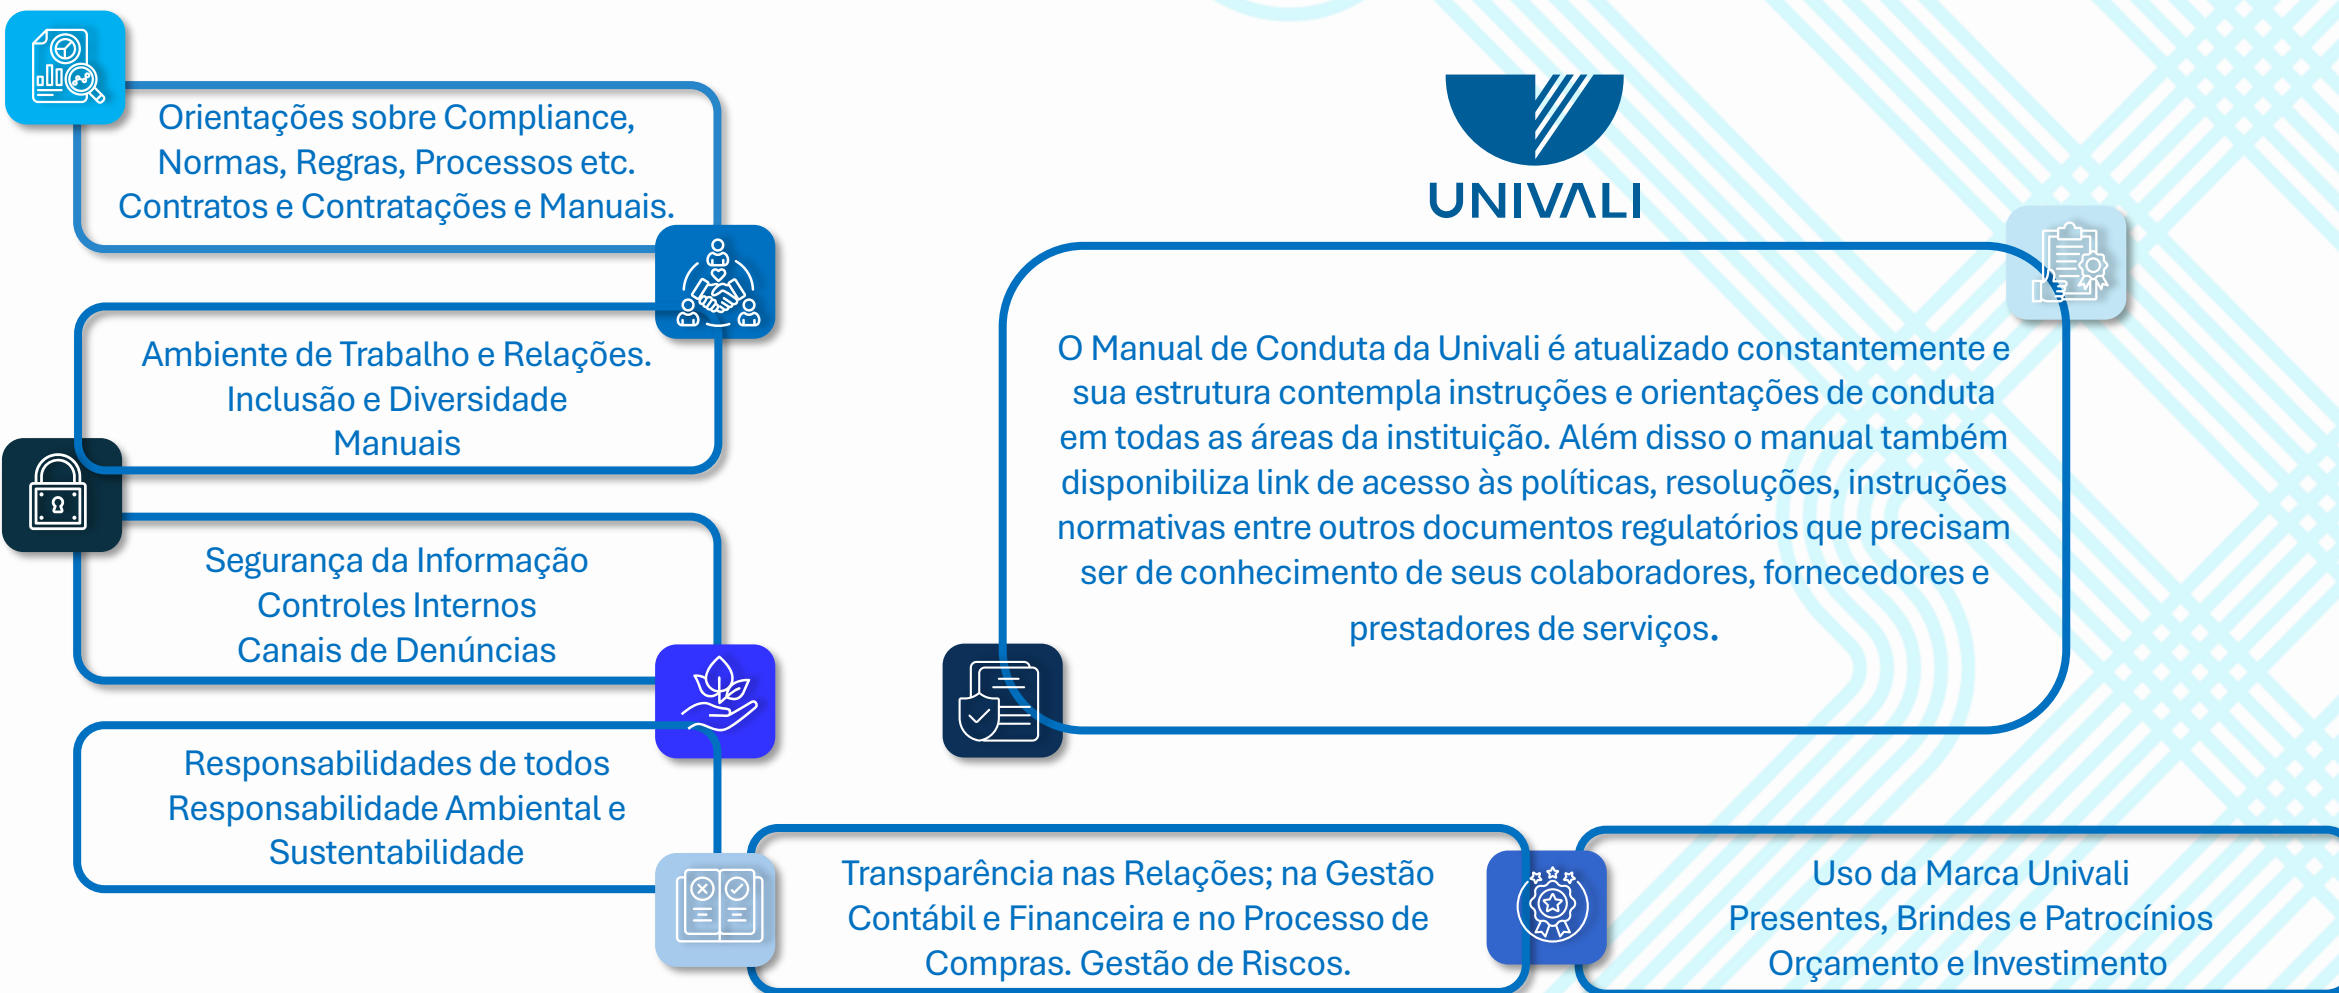 Orientações sobre Compliance,
Normas, Regras, Processos etc.
Contratos e Contratações e Manuais.
Ambiente de Trabalho e Relações.
Inclusão e Diversidade
Manuais
Segurança da Informação
Controles Internos
Canais de Denúncias
Responsabilidades de todos
Responsabilidade Ambiental e
Sustentabilidade
UNIVALI
O Manual de Conduta da Univali é atualizado constantemente e
sua estrutura contempla instruções e orientações de conduta
em todas as áreas da instituição. Além disso o manual também
disponibiliza link de acesso às políticas, resoluções, instruções
normativas entre outros documentos regulatórios que precisam
ser de conhecimento de seus colaboradores, fornecedores e
prestadores de serviços.
Transparência nas Relações; na Gestão
Contábil e Financeira e no Processo de
Compras. Gestão de Riscos.
Uso da Marca Univali
Presentes, Brindes e Patrocínios
Orçamento e Investimento